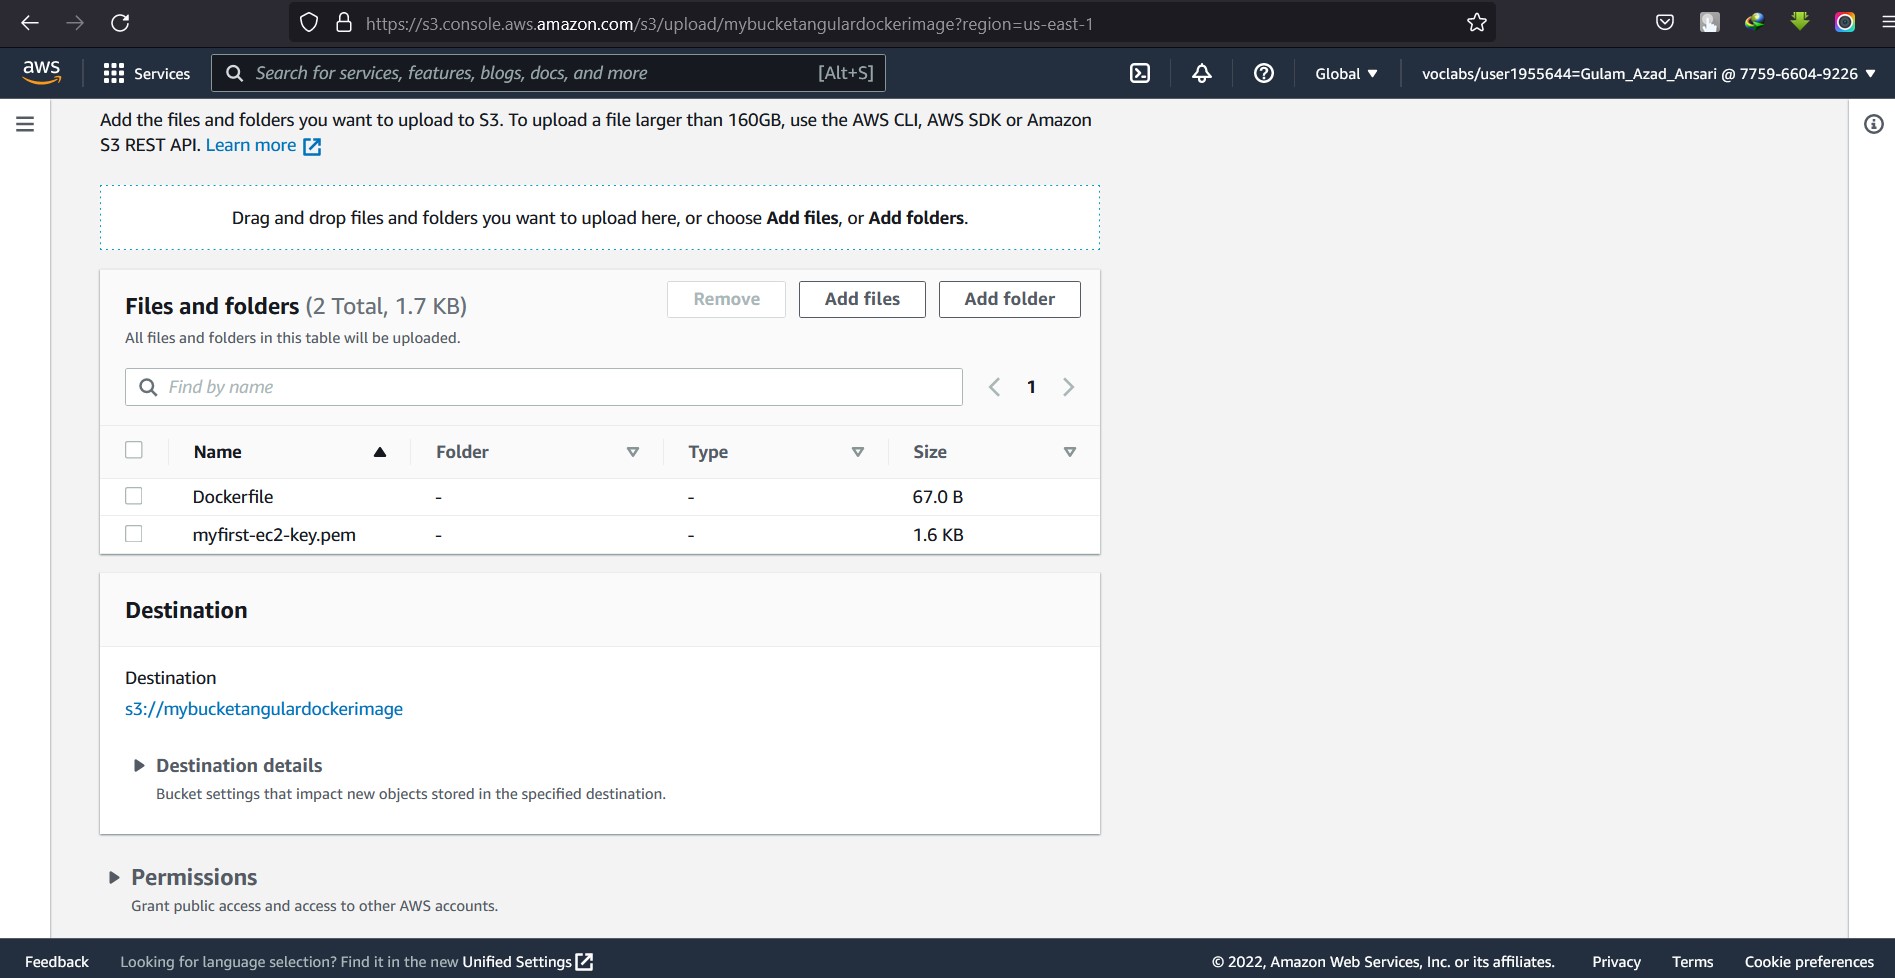 https://s3.console.aws.amazon.com/s3/upload/mybucketangulardockerimage?region=us-east-1
aws Services Search for services, features, blogs, docs, and more [Alt+S] Global voclabs/user1955644=Gulam_Azad_Ansari @ 7759-6604-9226
Add the files and folders you want to upload to S3. To upload a file larger than 160GB, use the AWS CLI, AWS SDK or Amazon
S3 REST API. Learn more
Drag and drop files and folders you want to upload here, or choose Add files, or Add folders.
Files and folders (2 Total, 1.7 KB) Remove Add files Add folder
All files and folders in this table will be uploaded.
Find by name 1
Name Folder Type Size
Dockerfile - - 67.0 B
myfirst-ec2-key.pem - - 1.6 KB
Destination
Destination
s3://mybucketangulardockerimage
Destination details
Bucket settings that impact new objects stored in the specified destination.
Permissions
Grant public access and access to other AWS accounts.
Feedback Looking for language selection? Find it in the new Unified Settings © 2022, Amazon Web Services, Inc. or its affiliates. Privacy Terms Cookie preferences